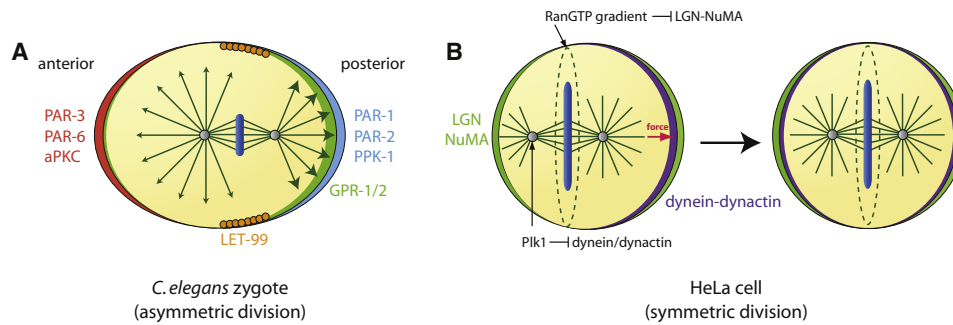 A
anterior
posterior
PAR-3
PAR-6
aPKC
PAR-1
PAR-2
PPK-1
GPR-1/2
LET-99
C. elegans zygote
(asymmetric division)
B
RanGTP gradient ⊣ LGN-NuMA
LGN
NuMA
force
dynein-dynactin
Plk1 ⊣ dynein/dynactin
HeLa cell
(symmetric division)